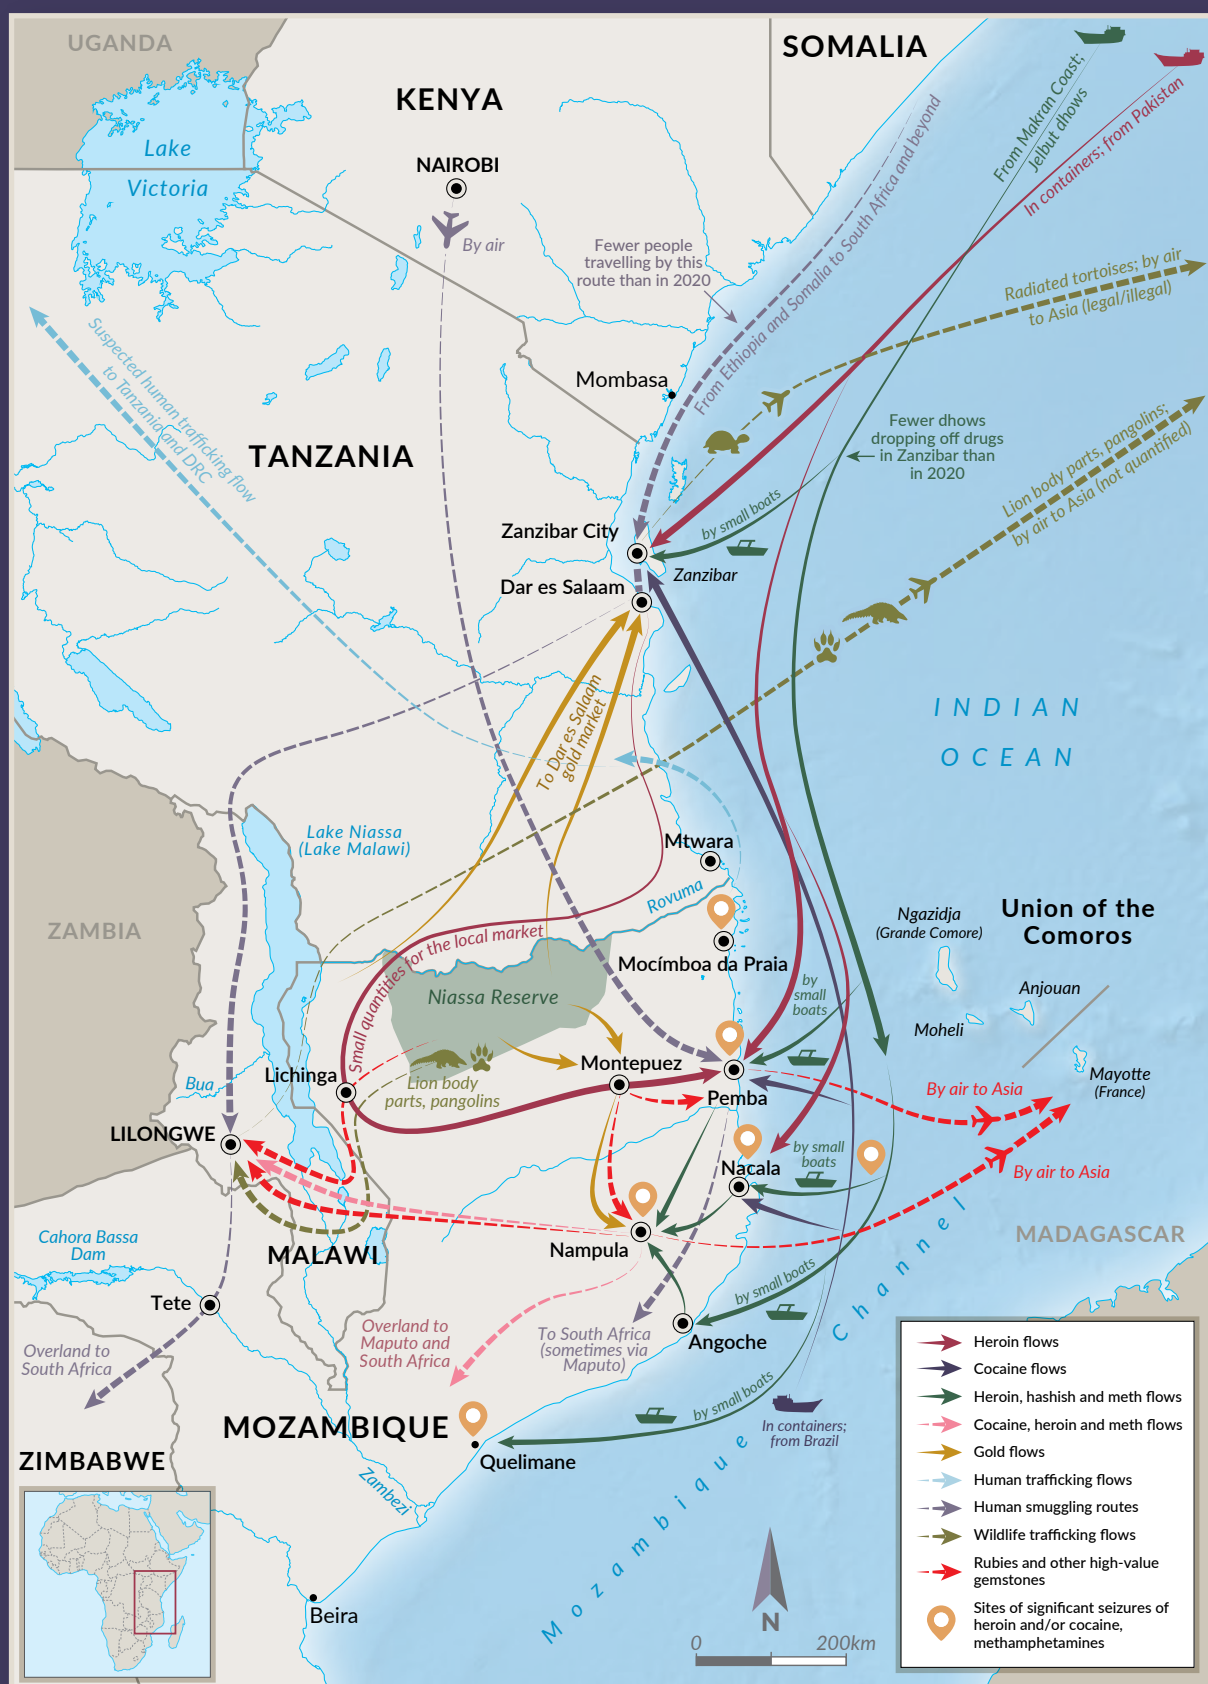 UGANDA
SOMALIA
KENYA
Lake
Victoria
NAIROBI
By air
Fewer people
travelling by this
route than in 2020
From Ethiopia and Somalia to South Africa and beyond
From Makran Coast;
Jelbut dhows
In containers; from Pakistan
Radiated tortoises; by air
to Asia (legal/illegal)
Suspected human trafficking flow
to Tanzania and DRC
Mombasa
TANZANIA
Fewer dhows
dropping off drugs
in Zanzibar than
in 2020
Lion body parts, pangolins;
by air to Asia (not quantified)
by small boats
Zanzibar City
Zanzibar
Dar es Salaam
To Dar es Salaam
gold market
INDIAN
OCEAN
Lake Niassa
(Lake Malawi)
Mtwara
Rovuma
ZAMBIA
Ngazidja
(Grande Comore)
Union of the
Comoros
Small quantities for the local market
Mocímboa da Praia
Niassa Reserve
by
small
boats
Anjouan
Moheli
Montepuez
Lichinga
Bua
Lion body
parts, pangolins
Pemba
By air to Asia
Mayotte
(France)
LILONGWE
Nacala
by small
boats
By air to Asia
Cahora Bassa
Dam
MALAWI
Nampula
MADAGASCAR
Tete
by small boats
Overland to
South Africa
Overland to
Maputo and
South Africa
To South Africa
(sometimes via
Maputo)
Angoche
MOZAMBIQUE
by small boats
In containers;
from Brazil
Quelimane
ZIMBABWE
Zambezi
Mozambique Channel
Beira
N
0 200km
Heroin flows
Cocaine flows
Heroin, hashish and meth flows
Cocaine, heroin and meth flows
Gold flows
Human trafficking flows
Human smuggling routes
Wildlife trafficking flows
Rubies and other high-value
gemstones
Sites of significant seizures of
heroin and/or cocaine,
methamphetamines